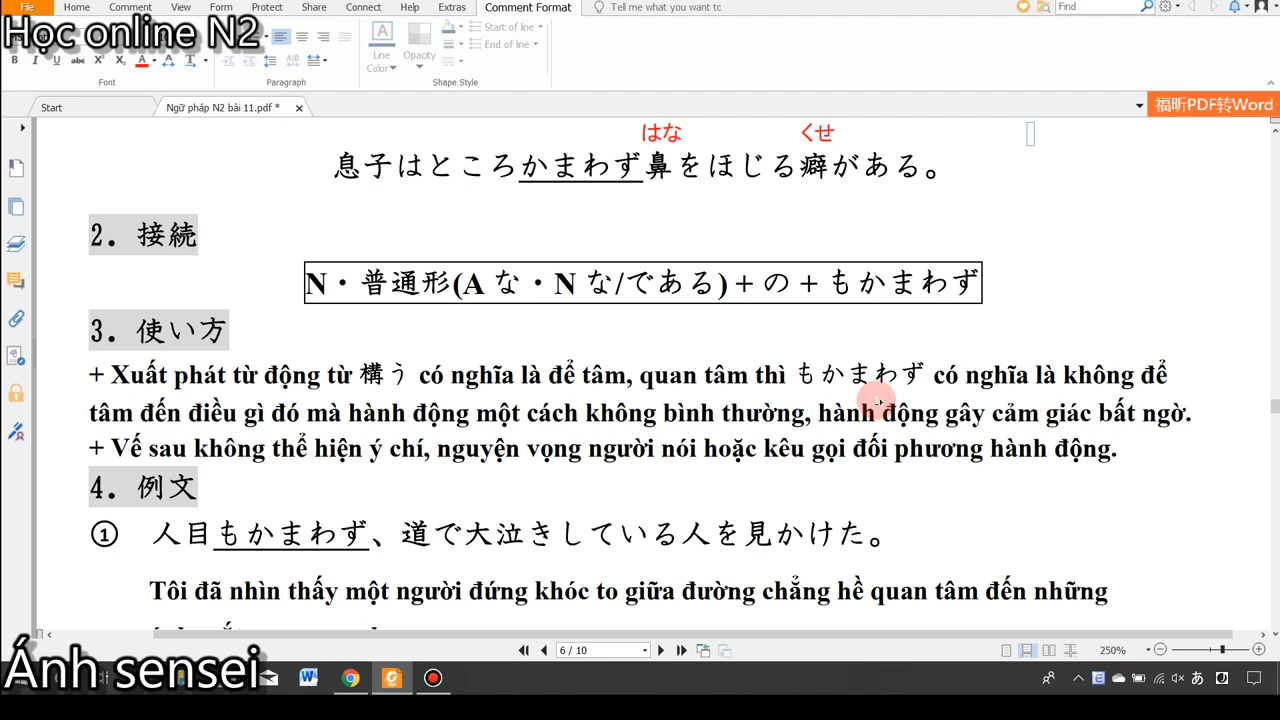 File Home Comment View Form Protect Share Connect Help Extras Comment Format Tell me what you want to Find
Học online N2
Line Color
Opacity
Start of line
End of line
Font Paragraph Shape Style
Start Ngữ pháp N2 bài 11.pdf * 福昕PDF转Word
はな くせ
息子はところかまわず鼻をほじる癖がある。
2. 接続
N・普通形(A な・N な/である) + の + もかまわず
3. 使い方
+ Xuất phát từ động từ 構う có nghĩa là để tâm, quan tâm thì もかまわず có nghĩa là không để
tâm đến điều gì đó mà hành động một cách không bình thường, hành động gây cảm giác bất ngờ.
+ Vế sau không thể hiện ý chí, nguyện vọng người nói hoặc kêu gọi đối phương hành động.
4. 例文
① 人目もかまわず、道で大泣きしている人を見かけた。
Tôi đã nhìn thấy một người đứng khóc to giữa đường chẳng hề quan tâm đến những
6 / 10 250%
Ánh sensei